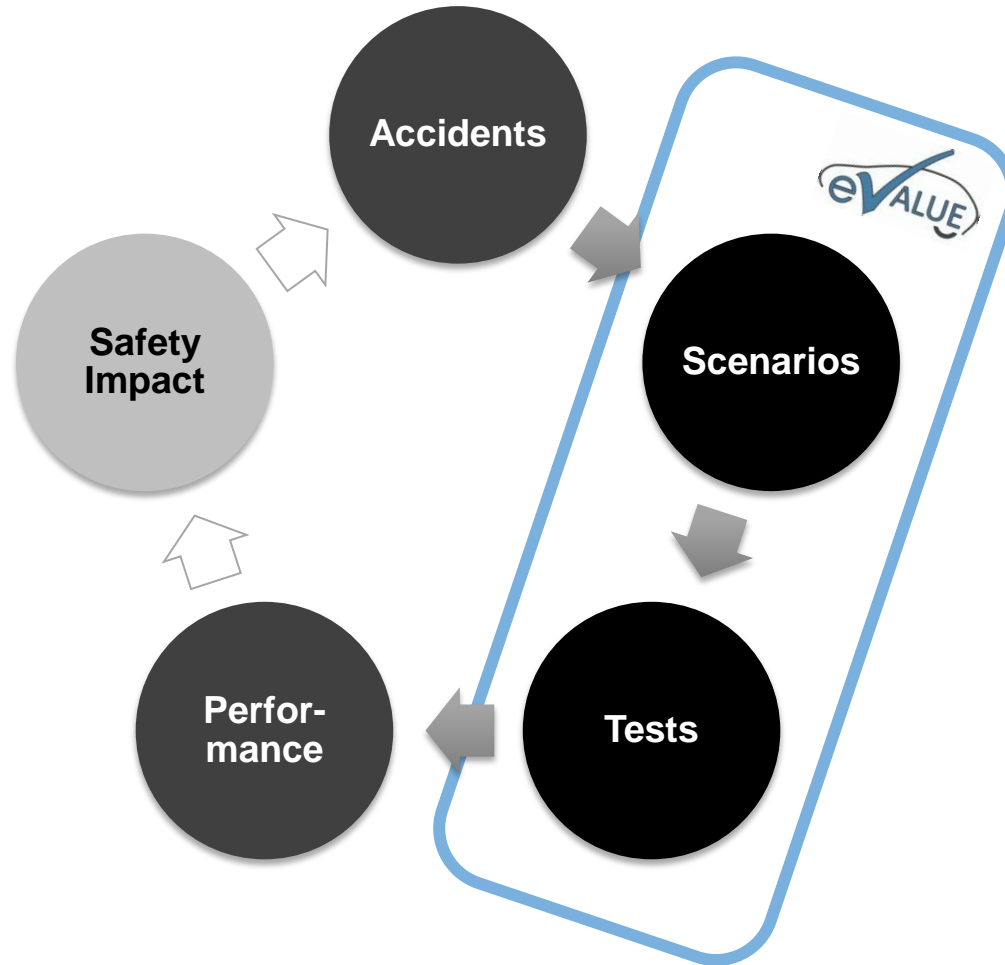 Accidents
eVALUE
Scenarios
Tests
Perfor-
mance
Safety
Impact